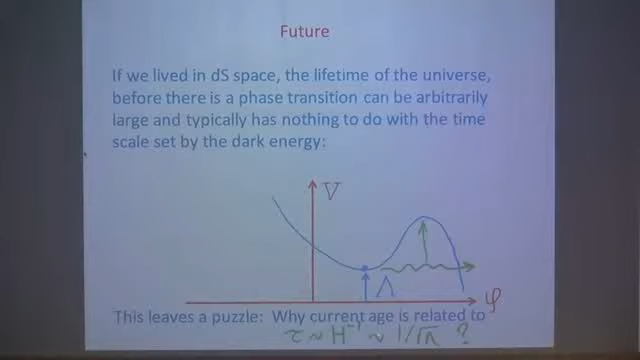 Future
If we lived in dS space, the lifetime of the universe,
before there is a phase transition can be arbitrarily
large and typically has nothing to do with the time
scale set by the dark energy:
V
Λ
φ
This leaves a puzzle: Why current age is related to
τ ~ H⁻¹ ~ 1/√Λ ?